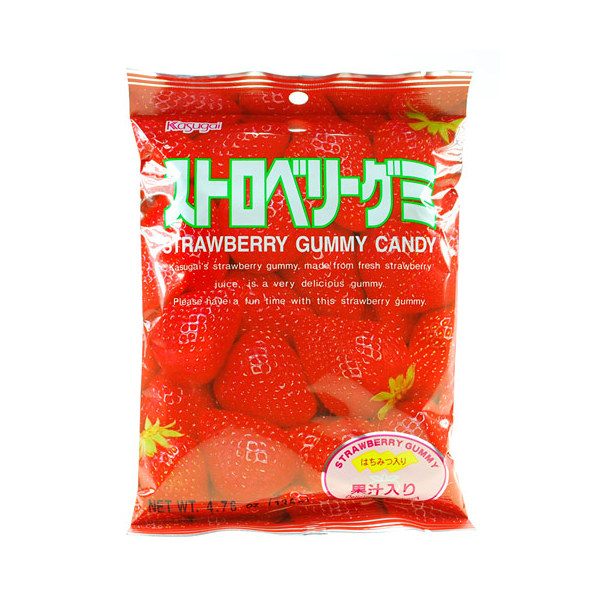 Kasugai
ストロベリーグミ
STRAWBERRY GUMMY CANDY
Kasugai's strawberry gummy, made from fresh strawberry
juice, is a very delicious gummy.
Please have a fun time with this strawberry gummy.
STRAWBERRY GUMMY
はちみつ入り
果汁入り
NET WT. 4.76 oz